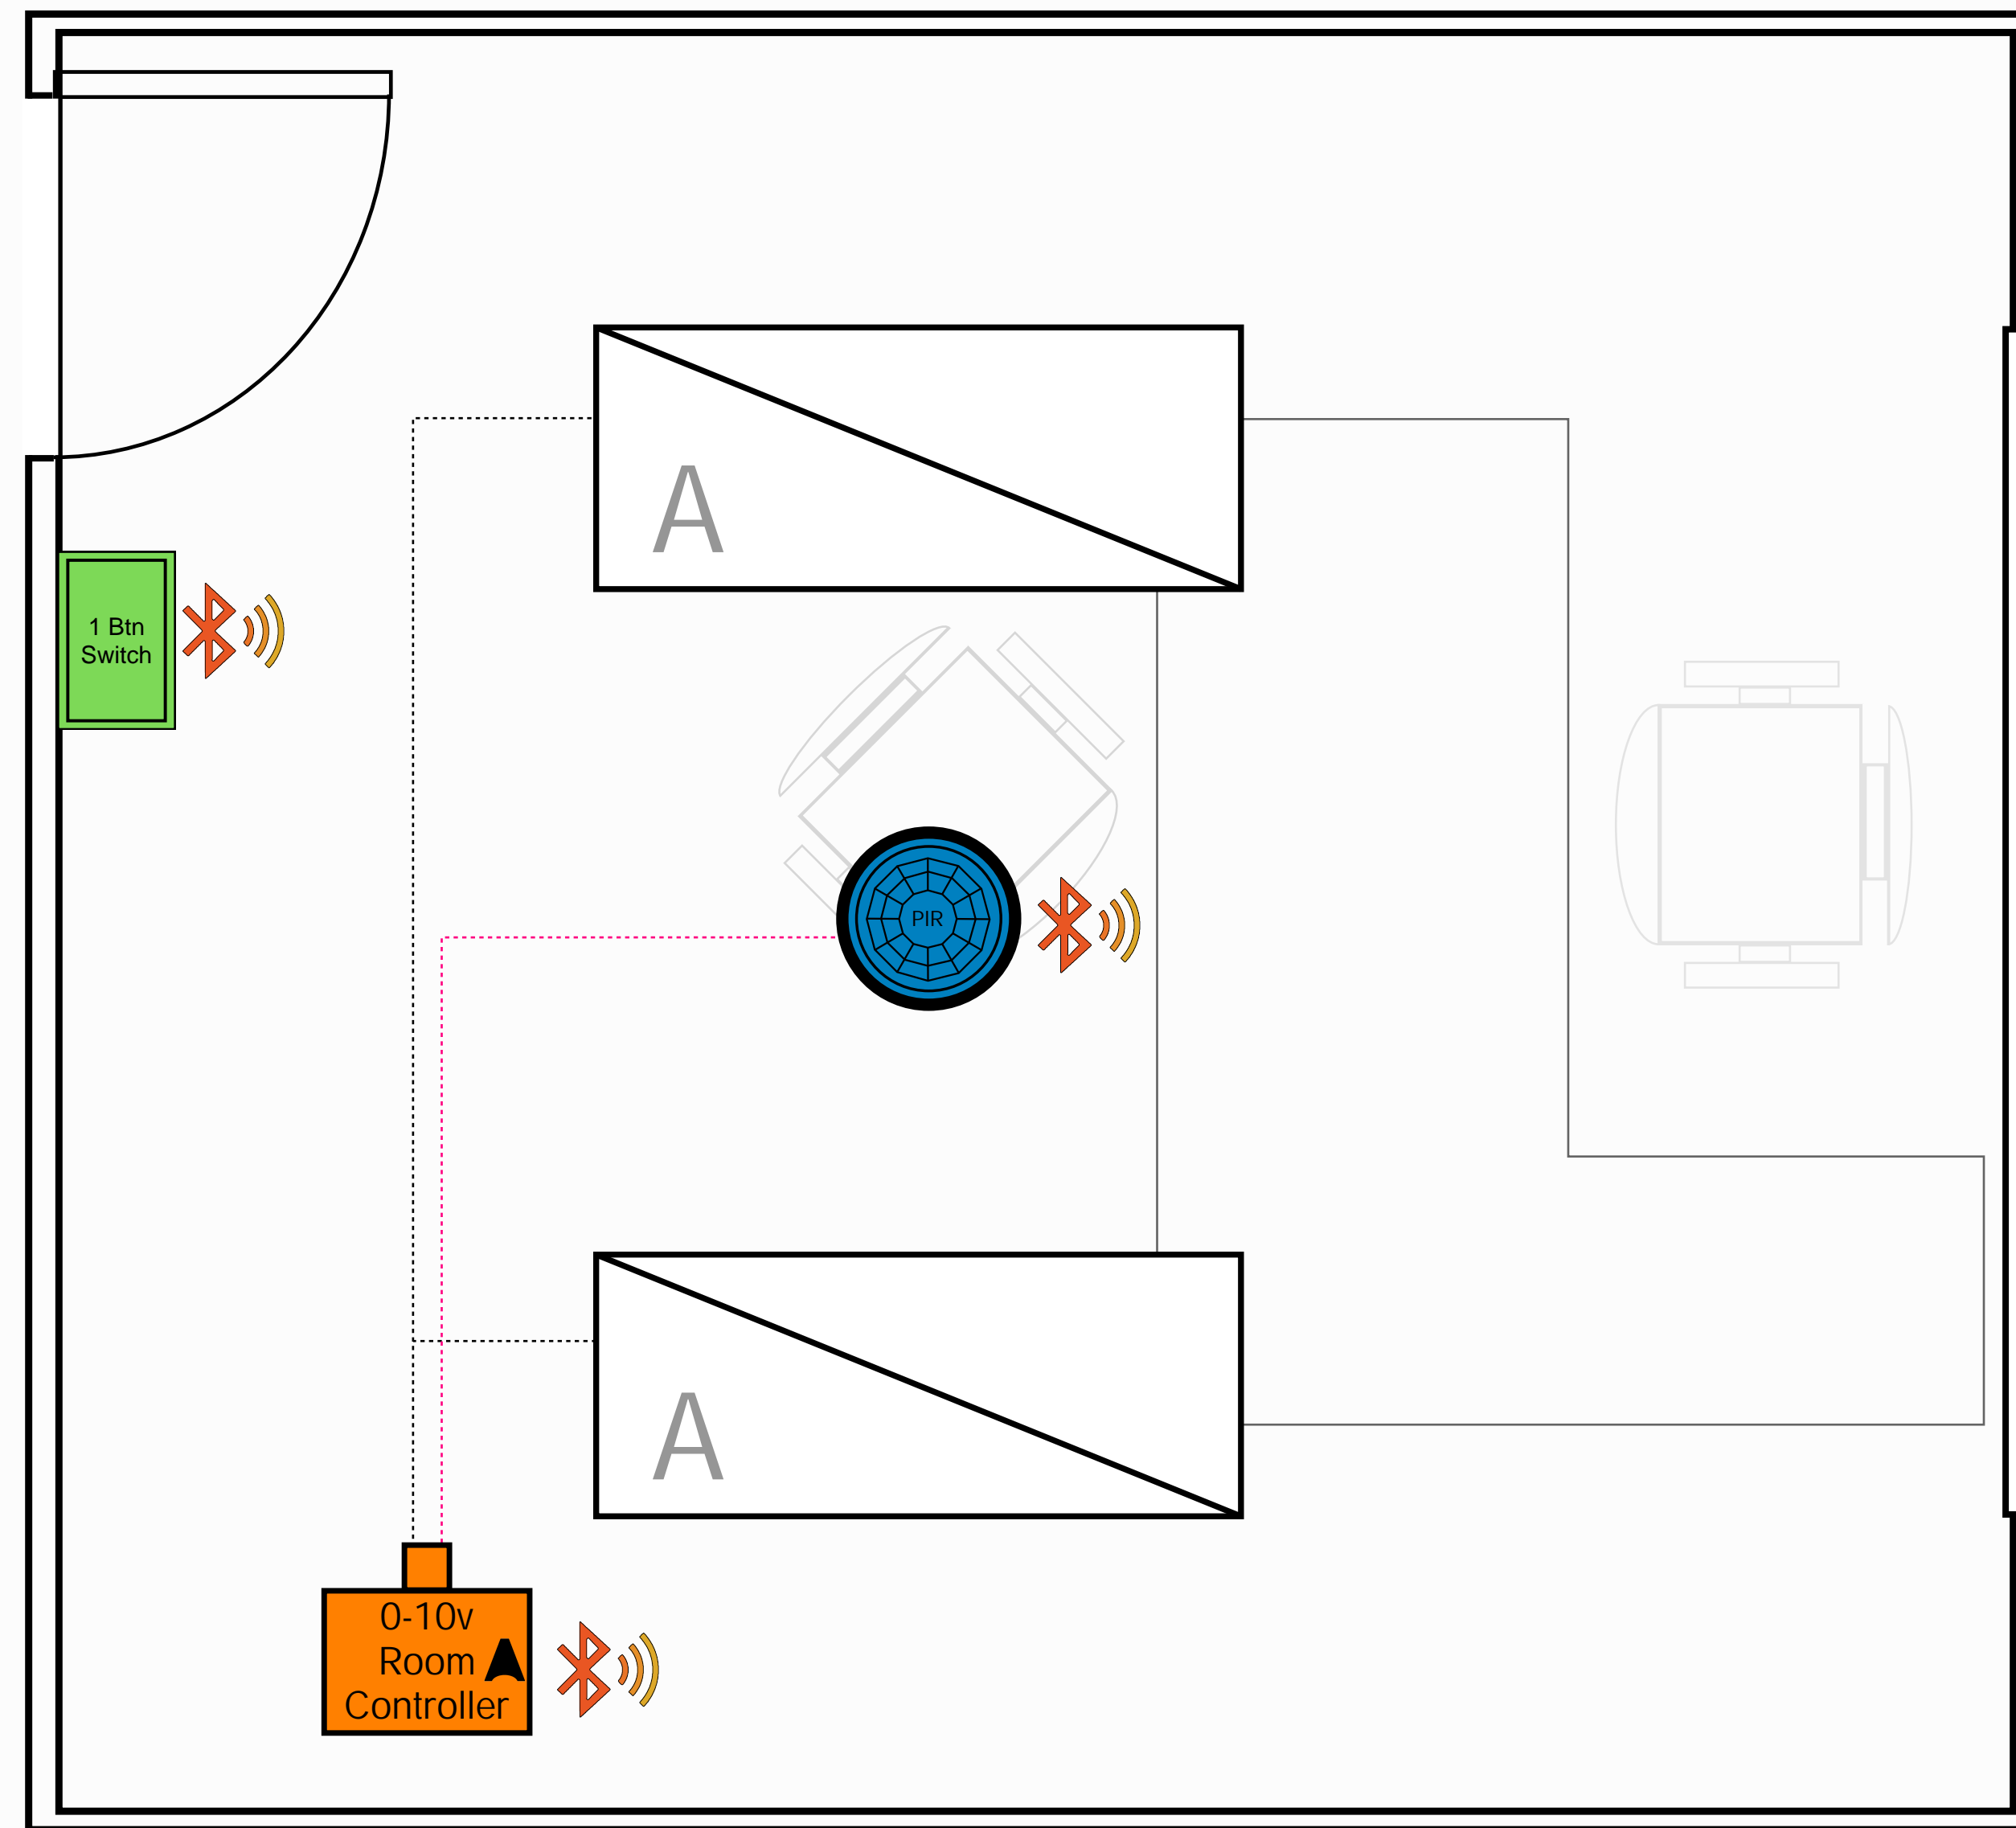 A
1 Btn
Switch
PIR
A
0-10v
Room A
Controller